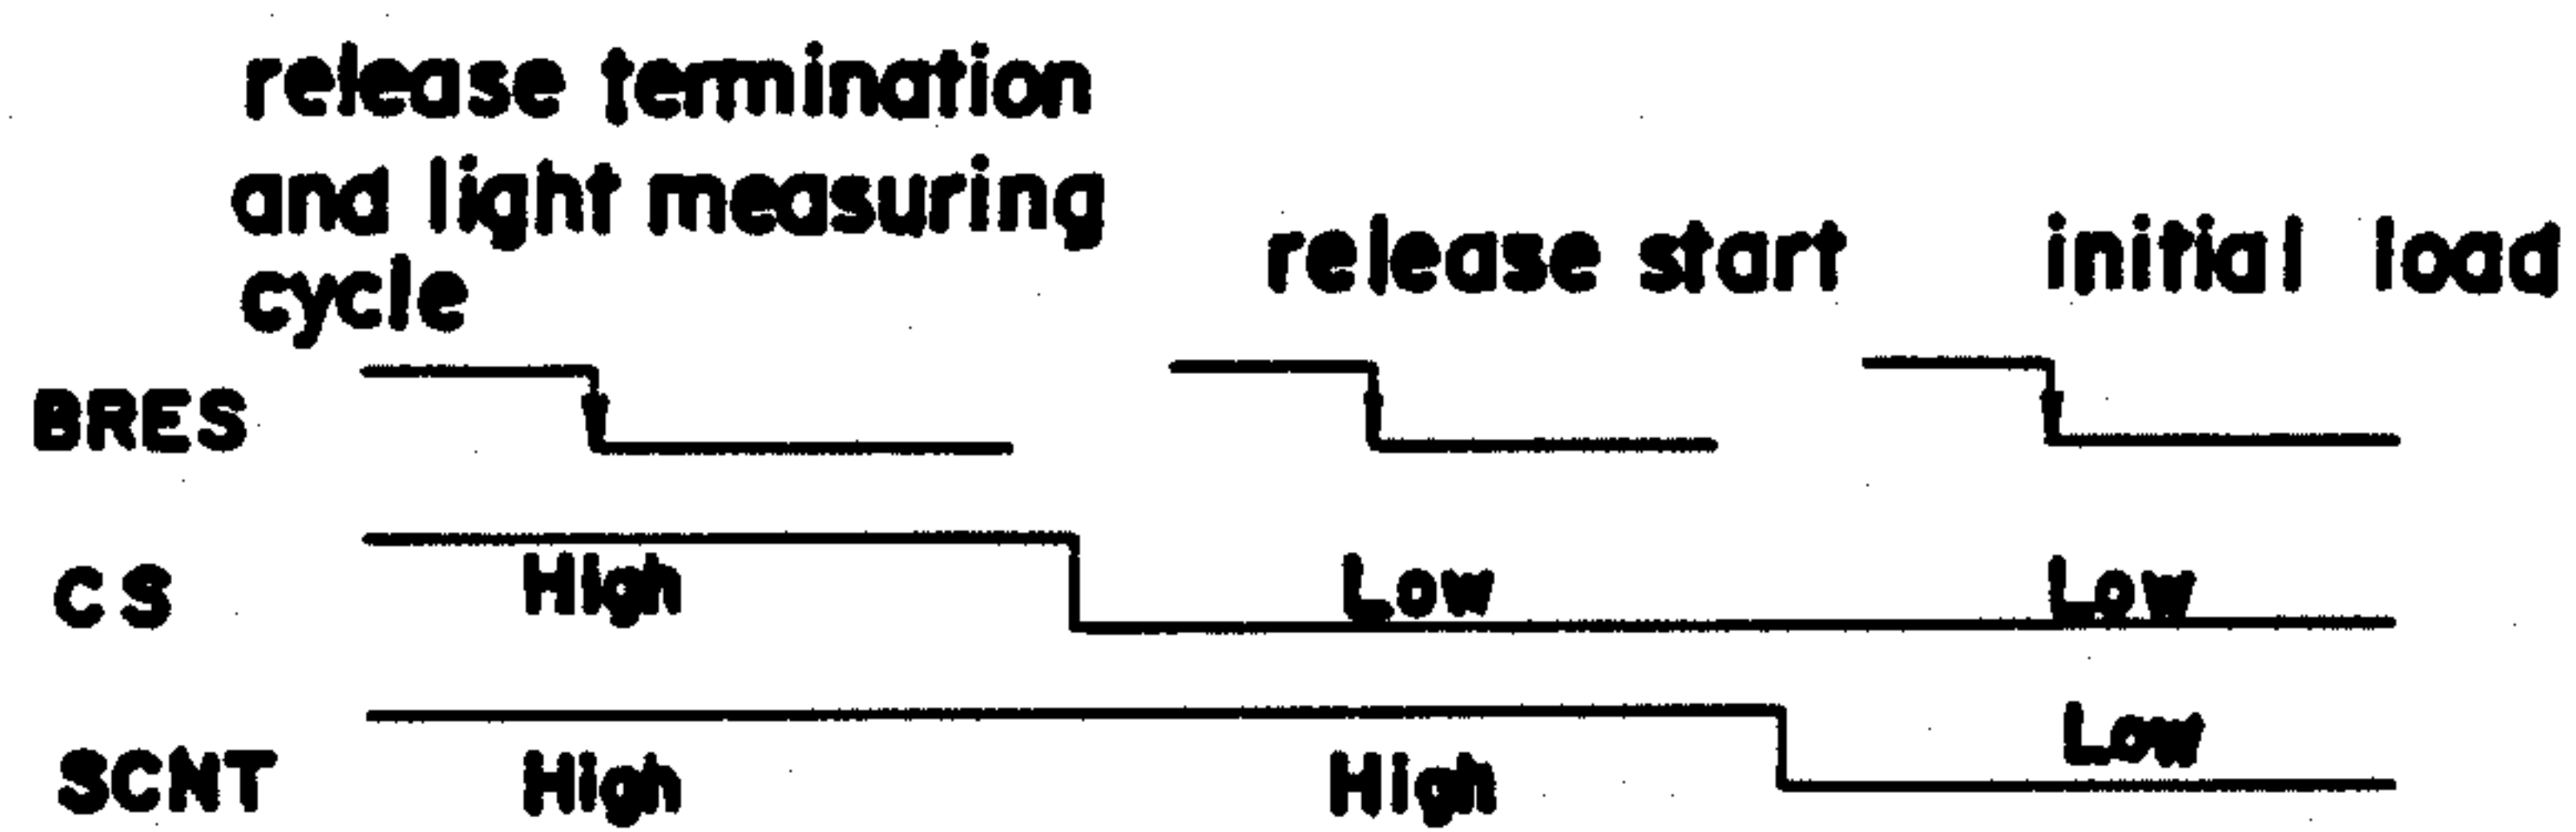 release termination
and light measuring
cycle
release start
initial load
BRES
CS
High
Low
Low
SCNT
High
High
Low